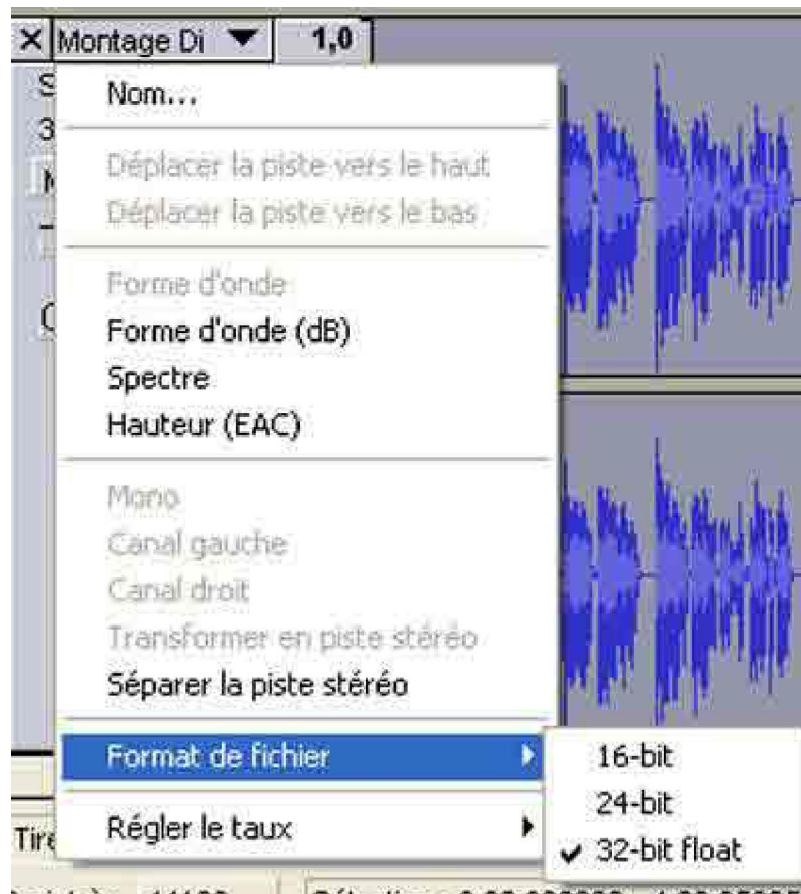 Montage Di
1,0
Nom...
Déplacer la piste vers le haut
Déplacer la piste vers le bas
Forme d'onde
Forme d'onde (dB)
Spectre
Hauteur (EAC)
Mono
Canal gauche
Canal droit
Transformer en piste stéréo
Séparer la piste stéréo
Format de fichier
16-bit
24-bit
32-bit float
Régler le taux